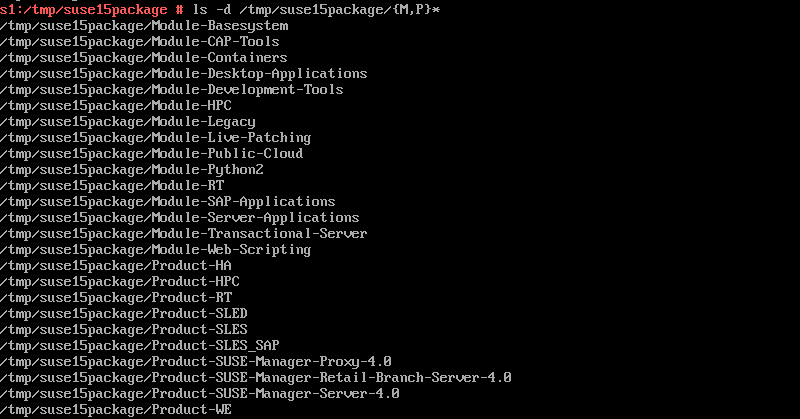 s1:/tmp/suse15package # ls -d /tmp/suse15package/{M,P}*
/tmp/suse15package/Module-Basesystem
/tmp/suse15package/Module-CAP-Tools
/tmp/suse15package/Module-Containers
/tmp/suse15package/Module-Desktop-Applications
/tmp/suse15package/Module-Development-Tools
/tmp/suse15package/Module-HPC
/tmp/suse15package/Module-Legacy
/tmp/suse15package/Module-Live-Patching
/tmp/suse15package/Module-Public-Cloud
/tmp/suse15package/Module-Python2
/tmp/suse15package/Module-RT
/tmp/suse15package/Module-SAP-Applications
/tmp/suse15package/Module-Server-Applications
/tmp/suse15package/Module-Transactional-Server
/tmp/suse15package/Module-Web-Scripting
/tmp/suse15package/Product-HA
/tmp/suse15package/Product-HPC
/tmp/suse15package/Product-RT
/tmp/suse15package/Product-SLED
/tmp/suse15package/Product-SLES
/tmp/suse15package/Product-SLES_SAP
/tmp/suse15package/Product-SUSE-Manager-Proxy-4.0
/tmp/suse15package/Product-SUSE-Manager-Retail-Branch-Server-4.0
/tmp/suse15package/Product-SUSE-Manager-Server-4.0
/tmp/suse15package/Product-WE